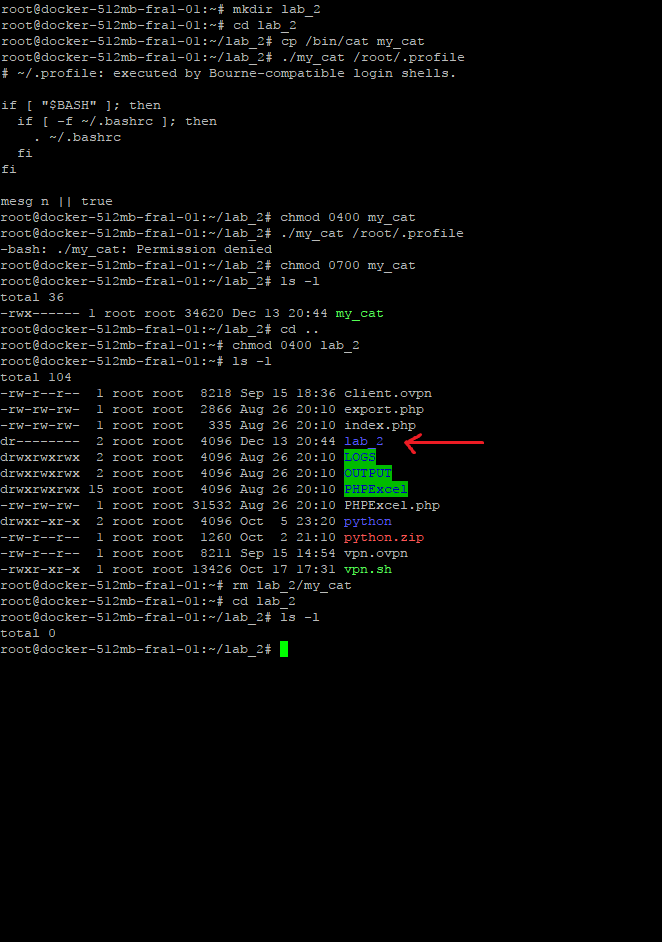 root@docker-512mb-fra1-01:~# mkdir lab_2
root@docker-512mb-fra1-01:~# cd lab_2
root@docker-512mb-fra1-01:~/lab_2# cp /bin/cat my_cat
root@docker-512mb-fra1-01:~/lab_2# ./my_cat /root/.profile
# ~/.profile: executed by Bourne-compatible login shells.

if [ "$BASH" ]; then
  if [ -f ~/.bashrc ]; then
    . ~/.bashrc
  fi
fi

mesg n || true
root@docker-512mb-fra1-01:~/lab_2# chmod 0400 my_cat
root@docker-512mb-fra1-01:~/lab_2# ./my_cat /root/.profile
-bash: ./my_cat: Permission denied
root@docker-512mb-fra1-01:~/lab_2# chmod 0700 my_cat
root@docker-512mb-fra1-01:~/lab_2# ls -l
total 36
-rwx------ 1 root root 34620 Dec 13 20:44 my_cat
root@docker-512mb-fra1-01:~/lab_2# cd ..
root@docker-512mb-fra1-01:~# chmod 0400 lab_2
root@docker-512mb-fra1-01:~# ls -l
total 104
-rw-r--r--  1 root root  8218 Sep 15 18:36 client.ovpn
-rw-rw-rw-  1 root root  2866 Aug 26 20:10 export.php
-rw-rw-rw-  1 root root   335 Aug 26 20:10 index.php
dr--------  2 root root  4096 Dec 13 20:44 lab_2
drwxrwxrwx  2 root root  4096 Aug 26 20:10 LOGS
drwxrwxrwx  2 root root  4096 Aug 26 20:10 OUTPUT
drwxrwxrwx 15 root root  4096 Aug 26 20:10 PHPExcel
-rw-rw-rw-  1 root root 31532 Aug 26 20:10 PHPExcel.php
drwxr-xr-x  2 root root  4096 Oct  5 23:20 python
-rw-r--r--  1 root root  1260 Oct  2 21:10 python.zip
-rw-r--r--  1 root root  8211 Sep 15 14:54 vpn.ovpn
-rwxr-xr-x  1 root root 13426 Oct 17 17:31 vpn.sh
root@docker-512mb-fra1-01:~# rm lab_2/my_cat
root@docker-512mb-fra1-01:~# cd lab_2
root@docker-512mb-fra1-01:~/lab_2# ls -l
total 0
root@docker-512mb-fra1-01:~/lab_2#